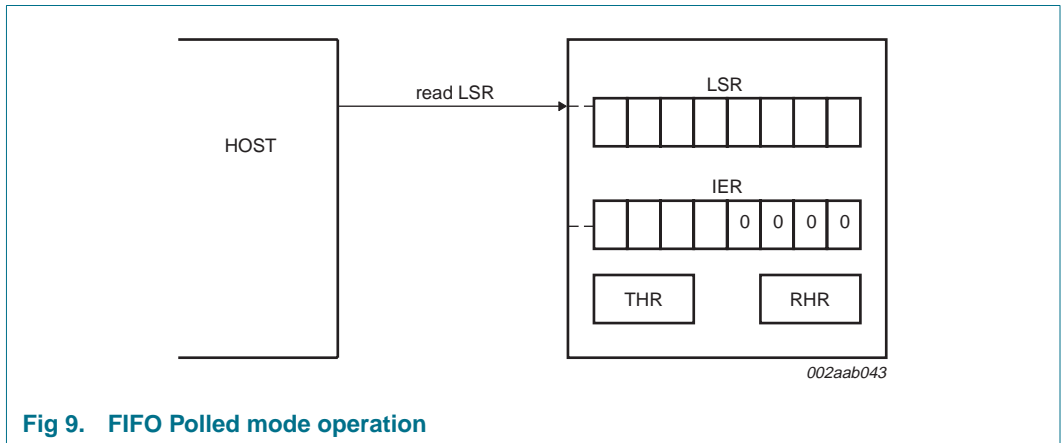 read LSR
LSR
HOST
IER
0 0 0 0
THR RHR
002aab043
Fig 9. FIFO Polled mode operation